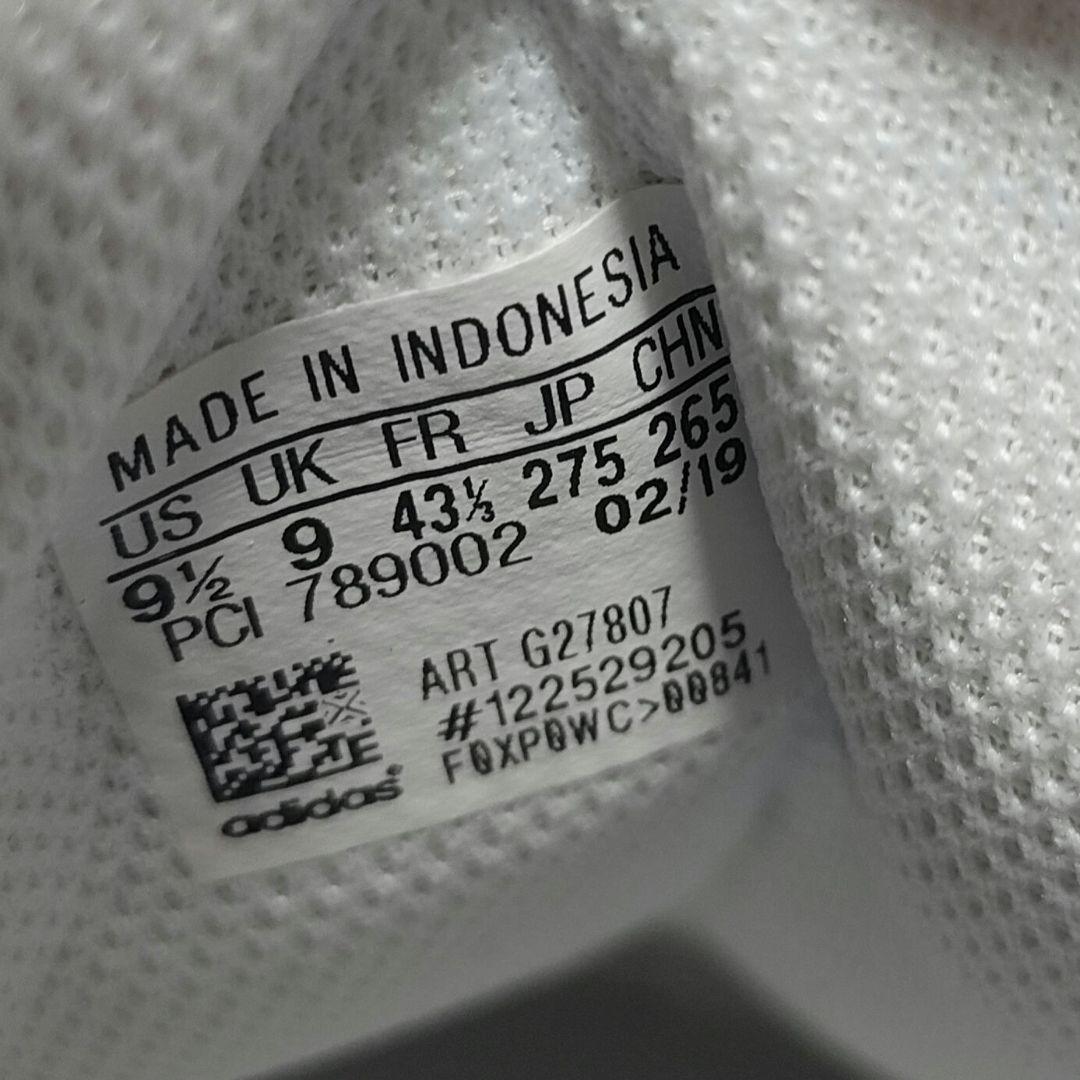 MADE IN INDONESIA
US UK FR JP CHN
9½ 9 43⅓ 275 265
PCI 789002 02/19
ART G27807
#122529205
F0XP0WC>00841
adidas